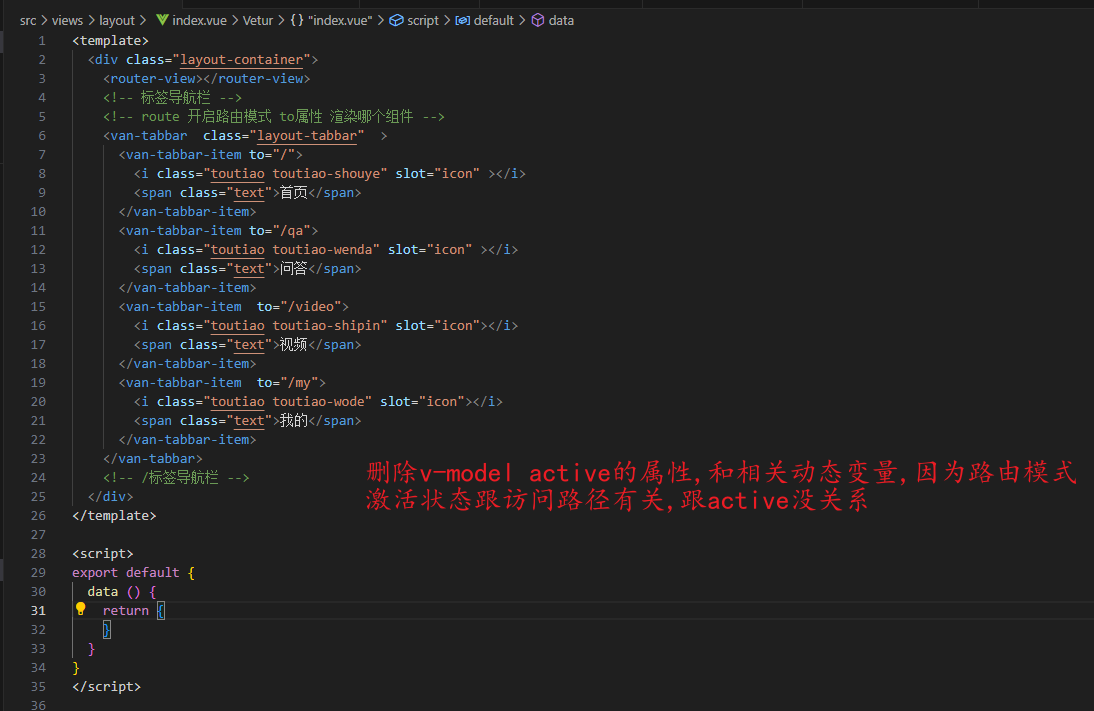 src > views > layout > index.vue > Vetur > {} "index.vue" > script > default > data
1 <template>
2 <div class="layout-container">
3 <router-view></router-view>
4 <!-- 标签导航栏 -->
5 <!-- route 开启路由模式 to属性 渲染哪个组件 -->
6 <van-tabbar  class="layout-tabbar"  >
7 <van-tabbar-item to="/">
8 <i class="toutiao toutiao-shouye" slot="icon" ></i>
9 <span class="text">首页</span>
10 </van-tabbar-item>
11 <van-tabbar-item to="/qa">
12 <i class="toutiao toutiao-wenda" slot="icon" ></i>
13 <span class="text">问答</span>
14 </van-tabbar-item>
15 <van-tabbar-item  to="/video">
16 <i class="toutiao toutiao-shipin" slot="icon"></i>
17 <span class="text">视频</span>
18 </van-tabbar-item>
19 <van-tabbar-item  to="/my">
20 <i class="toutiao toutiao-wode" slot="icon"></i>
21 <span class="text">我的</span>
22 </van-tabbar-item>
23 </van-tabbar>
24 <!-- /标签导航栏 -->
删除v-model active的属性,和相关动态变量,因为路由模式
激活状态跟访问路径有关,跟active没关系
25 </div>
26 </template>
27
28 <script>
29 export default {
30 data () {
31 return {
32 }
33 }
34 }
35 </script>
36